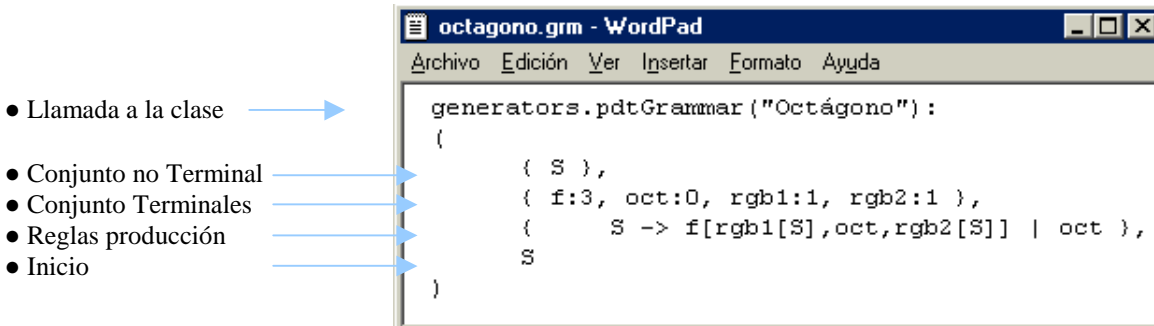 octagono.grm - WordPad
Archivo Edición Ver Insertar Formato Ayuda
● Llamada a la clase
generators.pdtGrammar("Octágono"):
(
● Conjunto no Terminal
{ S },
● Conjunto Terminales
{ f:3, oct:0, rgb1:1, rgb2:1 },
● Reglas producción
{ S -> f[rgb1[S],oct,rgb2[S]] | oct },
● Inicio
S
)